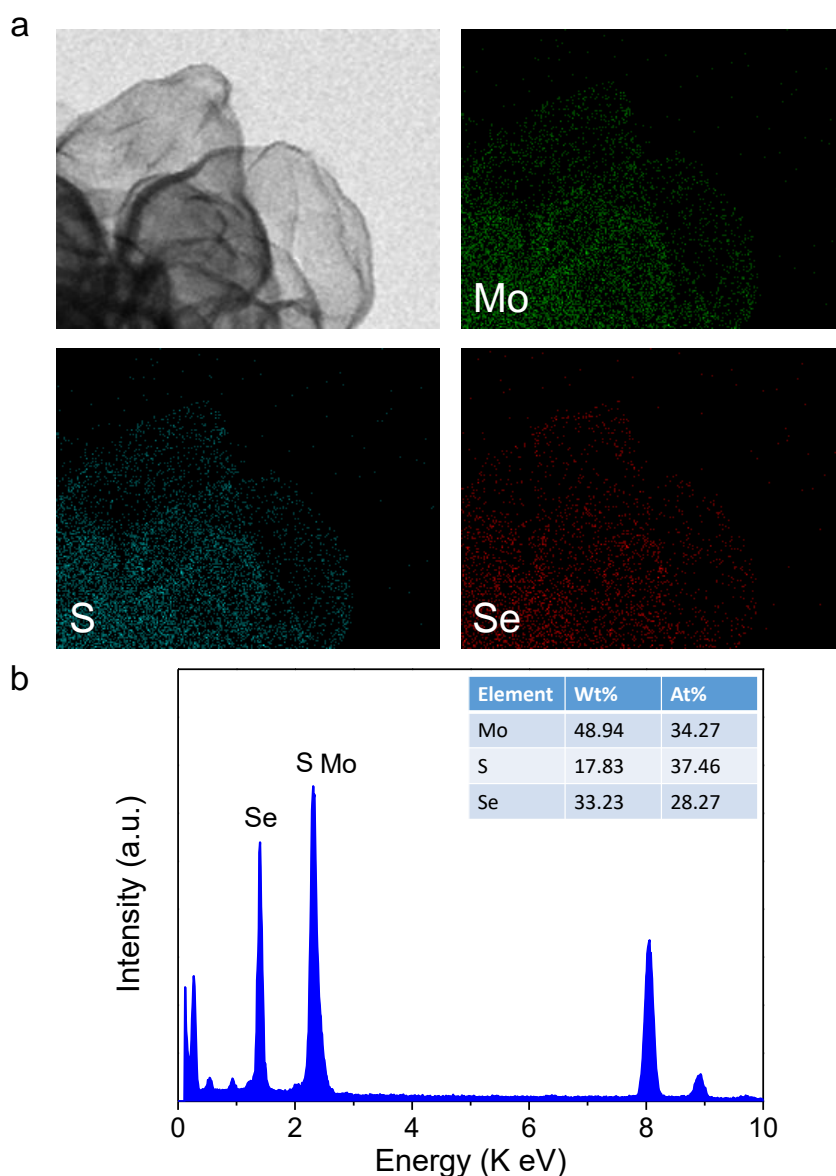 a
Mo
S
Se
b
Element Wt% At%
Mo 48.94 34.27
S 17.83 37.46
Se 33.23 28.27
S Mo
Se
Intensity (a.u.)
0 2 4 6 8 10
Energy (K eV)